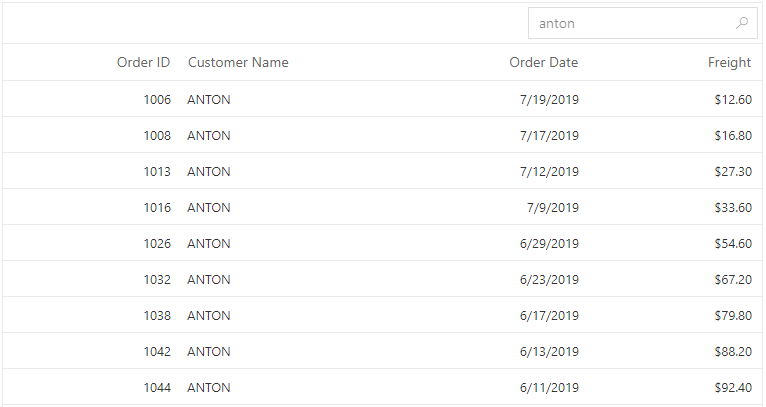 anton
Order ID Customer Name Order Date Freight
1006 ANTON 7/19/2019 $12.60
1008 ANTON 7/17/2019 $16.80
1013 ANTON 7/12/2019 $27.30
1016 ANTON 7/9/2019 $33.60
1026 ANTON 6/29/2019 $54.60
1032 ANTON 6/23/2019 $67.20
1038 ANTON 6/17/2019 $79.80
1042 ANTON 6/13/2019 $88.20
1044 ANTON 6/11/2019 $92.40